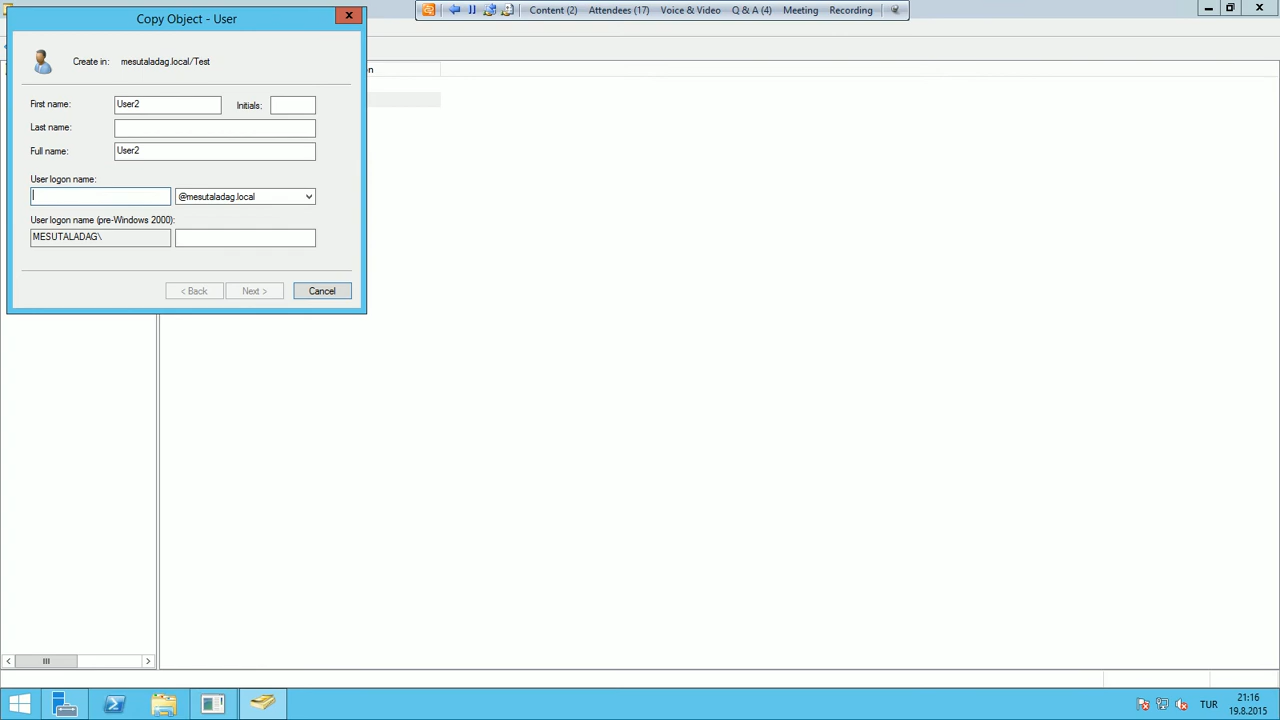 Copy Object - User
Content (2) Attendees (17) Voice & Video Q & A (4) Meeting Recording
Create in: mesutaladag.local/Test
on
First name: User2 Initials:
Last name:
Full name: User2
User logon name:
@mesutaladag.local
User logon name (pre-Windows 2000):
MESUTALADAG\
< Back Next > Cancel
TUR
21:16
19.8.2015